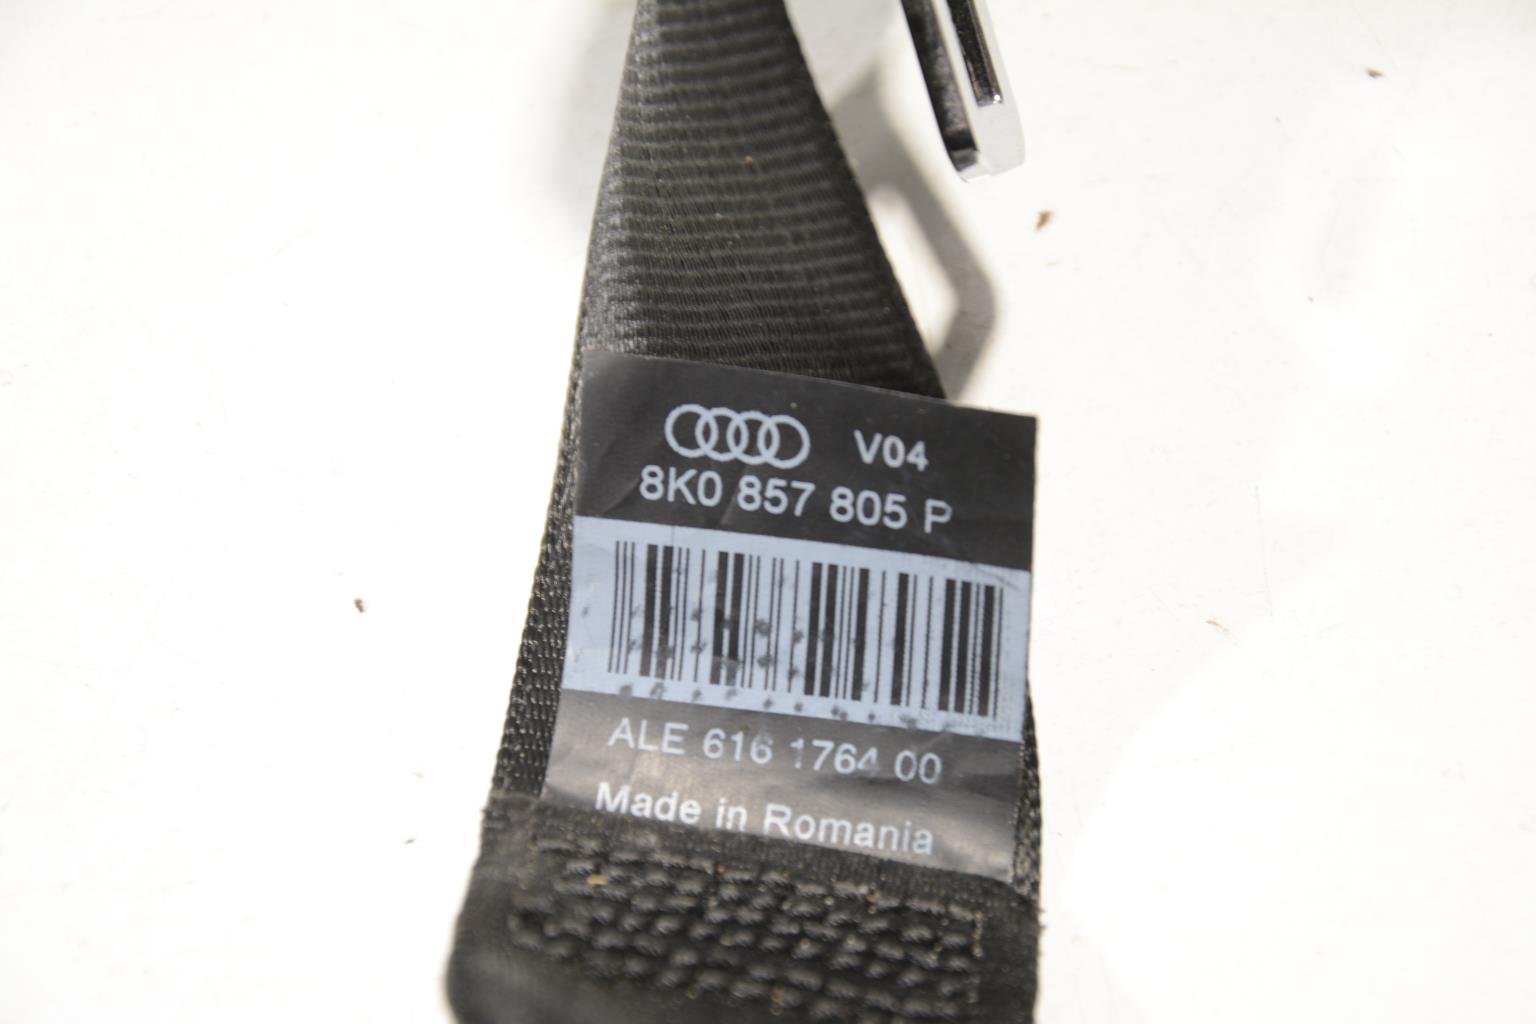 V04
8K0 857 805 P
ALE 616 1764 00
Made in Romania